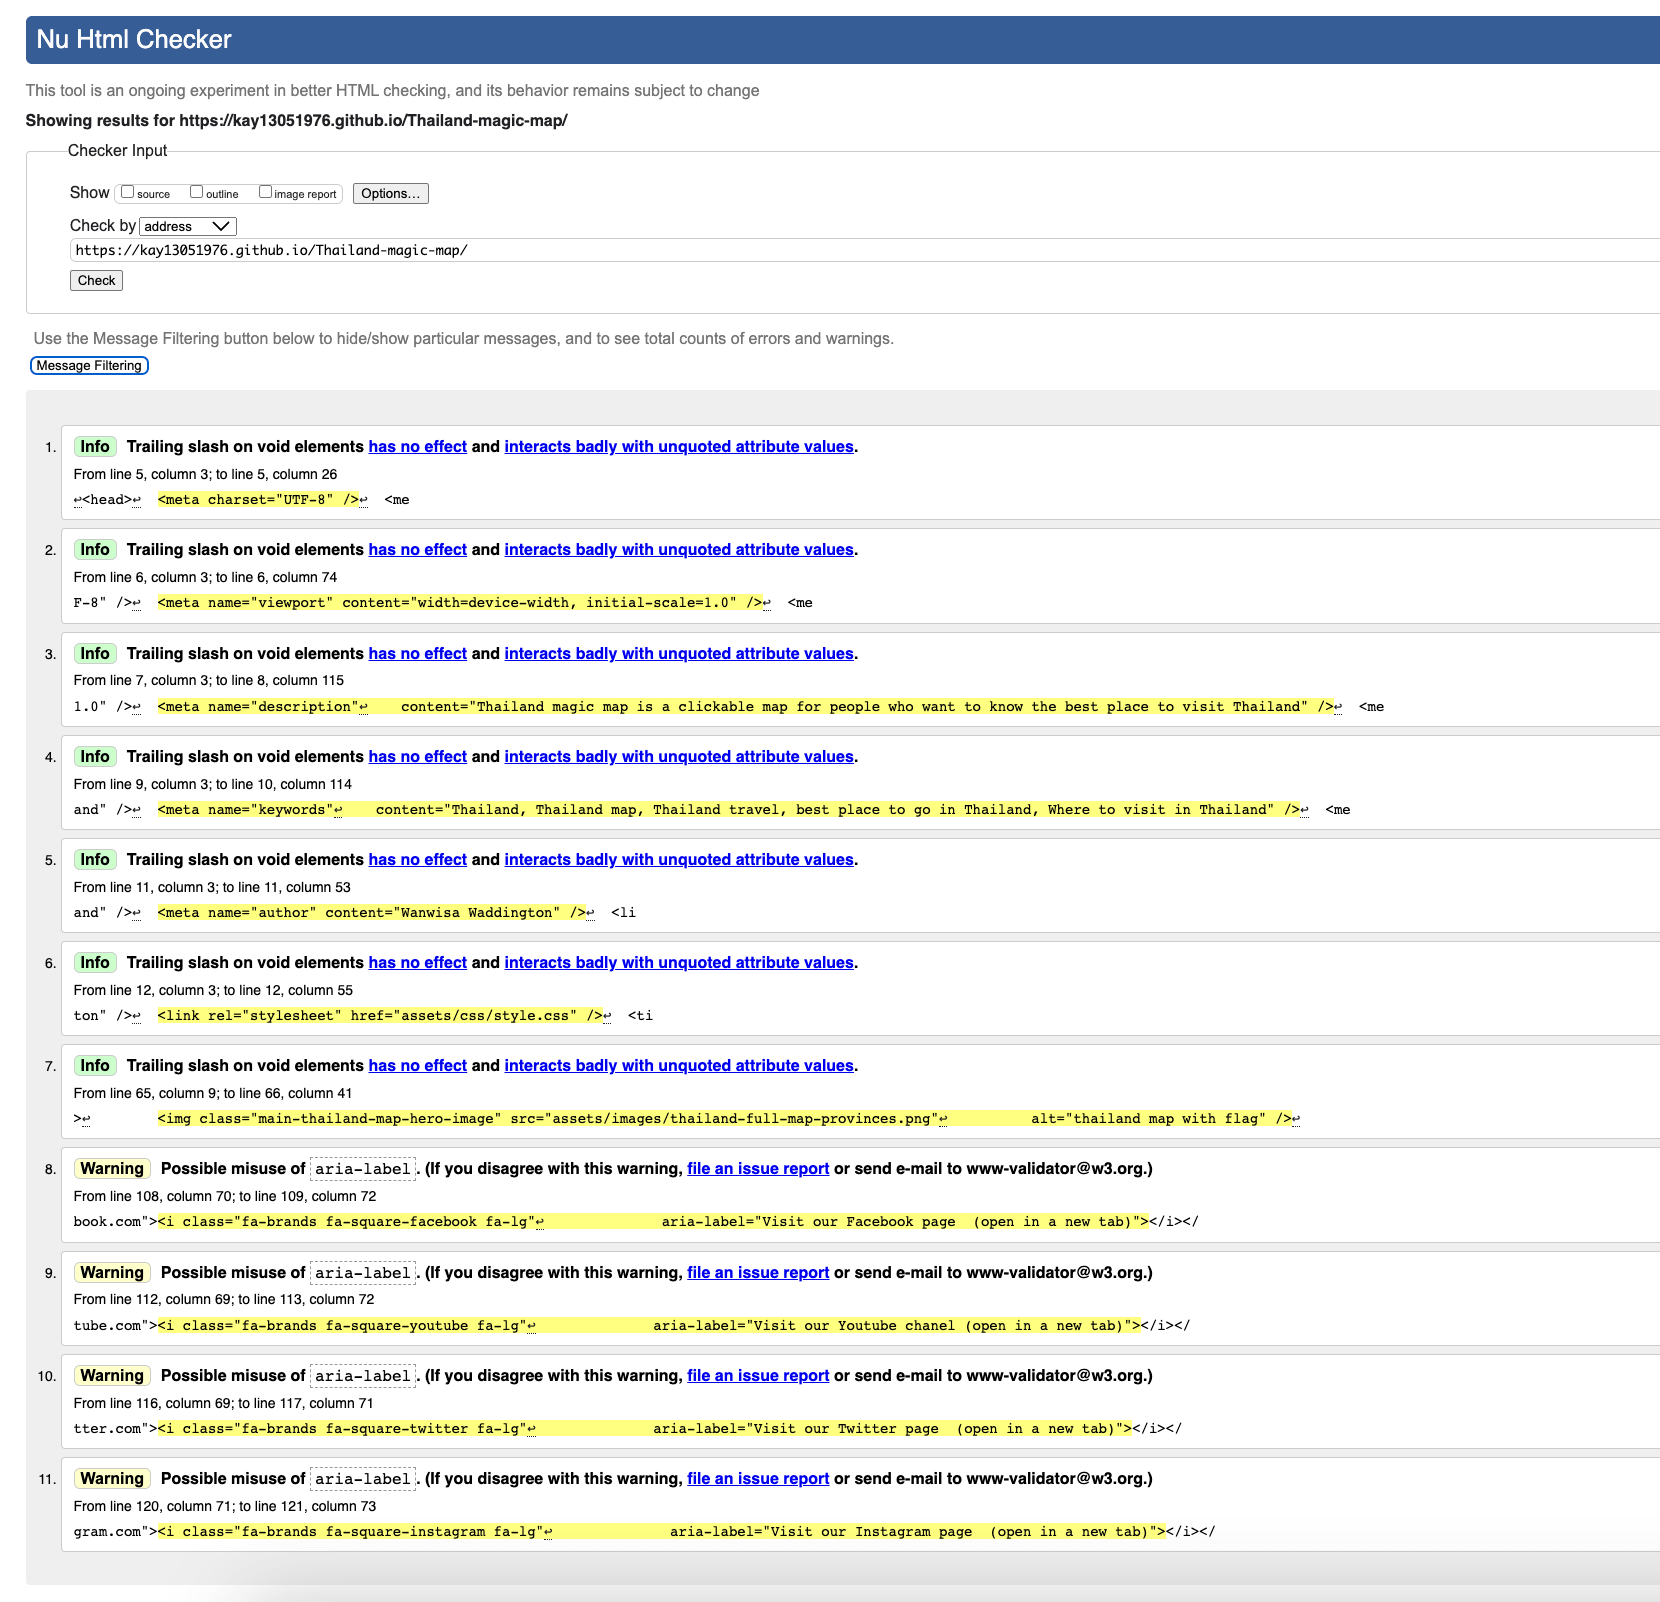 Nu Html Checker
This tool is an ongoing experiment in better HTML checking, and its behavior remains subject to change
Showing results for https://kay13051976.github.io/Thailand-magic-map/
Checker Input
Show source outline image report Options...
Check by address
https://kay13051976.github.io/Thailand-magic-map/
Check
Use the Message Filtering button below to hide/show particular messages, and to see total counts of errors and warnings.
Message Filtering
1. Info Trailing slash on void elements has no effect and interacts badly with unquoted attribute values.
From line 5, column 3; to line 5, column 26
↩<head>↩  <meta charset="UTF-8" />↩  <me
2. Info Trailing slash on void elements has no effect and interacts badly with unquoted attribute values.
From line 6, column 3; to line 6, column 74
F-8" />↩  <meta name="viewport" content="width=device-width, initial-scale=1.0" />↩  <me
3. Info Trailing slash on void elements has no effect and interacts badly with unquoted attribute values.
From line 7, column 3; to line 8, column 115
1.0" />↩  <meta name="description"↩    content="Thailand magic map is a clickable map for people who want to know the best place to visit Thailand" />↩  <me
4. Info Trailing slash on void elements has no effect and interacts badly with unquoted attribute values.
From line 9, column 3; to line 10, column 114
and" />↩  <meta name="keywords"↩    content="Thailand, Thailand map, Thailand travel, best place to go in Thailand, Where to visit in Thailand" />↩  <me
5. Info Trailing slash on void elements has no effect and interacts badly with unquoted attribute values.
From line 11, column 3; to line 11, column 53
and" />↩  <meta name="author" content="Wanwisa Waddington" />↩  <li
6. Info Trailing slash on void elements has no effect and interacts badly with unquoted attribute values.
From line 12, column 3; to line 12, column 55
ton" />↩  <link rel="stylesheet" href="assets/css/style.css" />↩  <ti
7. Info Trailing slash on void elements has no effect and interacts badly with unquoted attribute values.
From line 65, column 9; to line 66, column 41
>↩        <img class="main-thailand-map-hero-image" src="assets/images/thailand-full-map-provinces.png"↩          alt="thailand map with flag" />↩
8. Warning Possible misuse of aria-label. (If you disagree with this warning, file an issue report or send e-mail to www-validator@w3.org.)
From line 108, column 70; to line 109, column 72
book.com"><i class="fa-brands fa-square-facebook fa-lg"↩              aria-label="Visit our Facebook page  (open in a new tab)"></i></
9. Warning Possible misuse of aria-label. (If you disagree with this warning, file an issue report or send e-mail to www-validator@w3.org.)
From line 112, column 69; to line 113, column 72
tube.com"><i class="fa-brands fa-square-youtube fa-lg"↩              aria-label="Visit our Youtube chanel (open in a new tab)"></i></
10. Warning Possible misuse of aria-label. (If you disagree with this warning, file an issue report or send e-mail to www-validator@w3.org.)
From line 116, column 69; to line 117, column 71
tter.com"><i class="fa-brands fa-square-twitter fa-lg"↩              aria-label="Visit our Twitter page  (open in a new tab)"></i></
11. Warning Possible misuse of aria-label. (If you disagree with this warning, file an issue report or send e-mail to www-validator@w3.org.)
From line 120, column 71; to line 121, column 73
gram.com"><i class="fa-brands fa-square-instagram fa-lg"↩              aria-label="Visit our Instagram page  (open in a new tab)"></i></